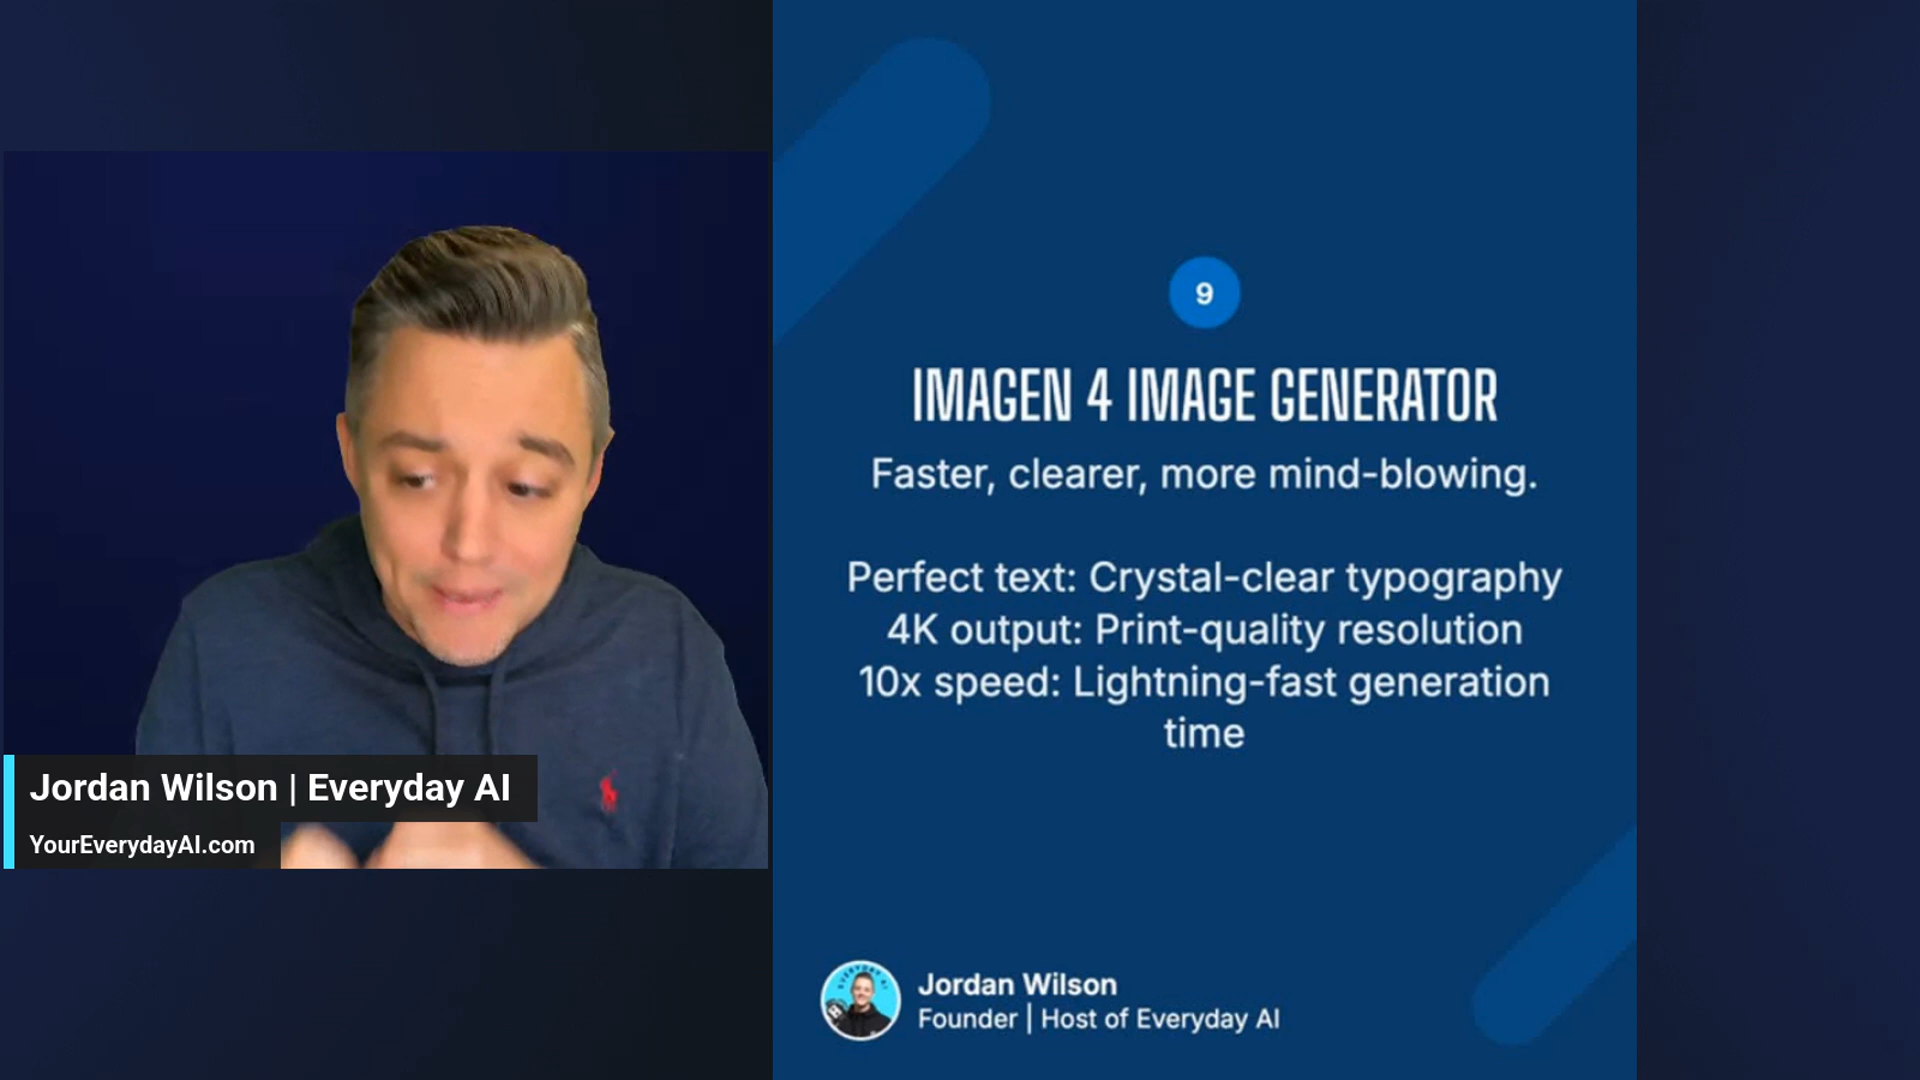 Jordan Wilson | Everyday AI
YourEverydayAI.com
9
IMAGEN 4 IMAGE GENERATOR
Faster, clearer, more mind-blowing.
Perfect text: Crystal-clear typography
4K output: Print-quality resolution
10x speed: Lightning-fast generation
time
Jordan Wilson
Founder | Host of Everyday AI